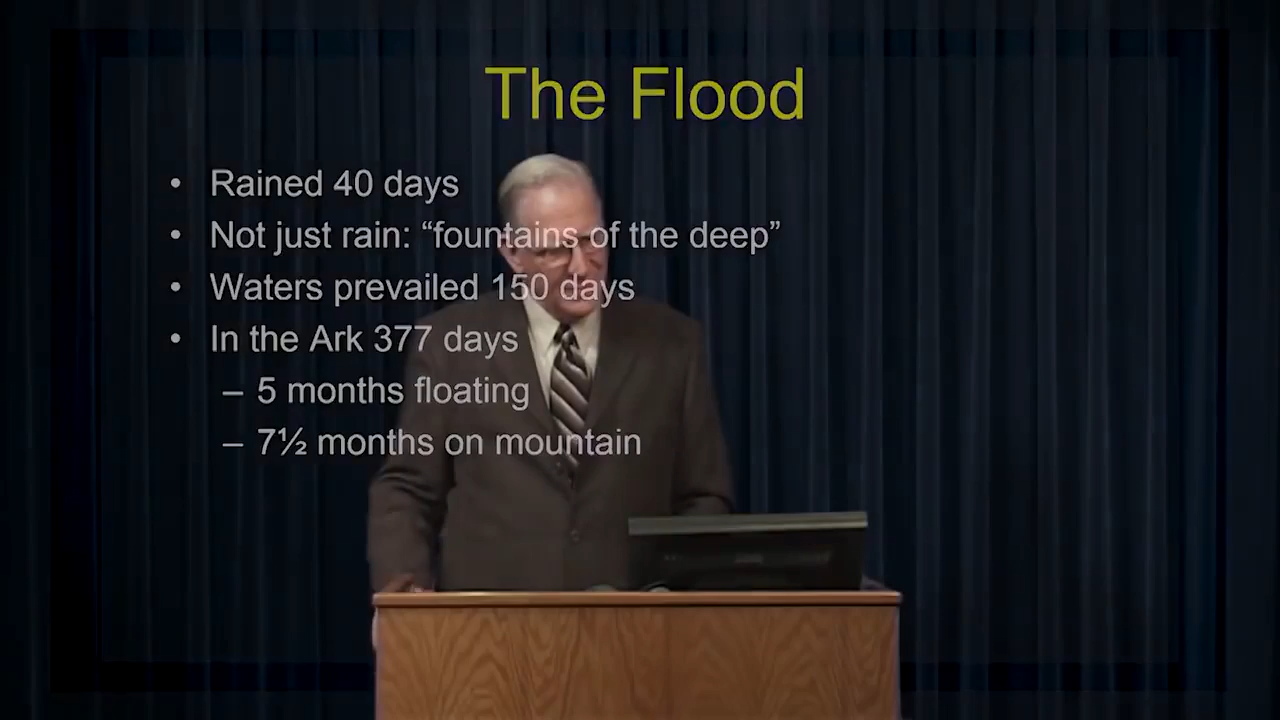 The Flood
• Rained 40 days
• Not just rain: “fountains of the deep”
• Waters prevailed 150 days
• In the Ark 377 days
– 5 months floating
– 7½ months on mountain